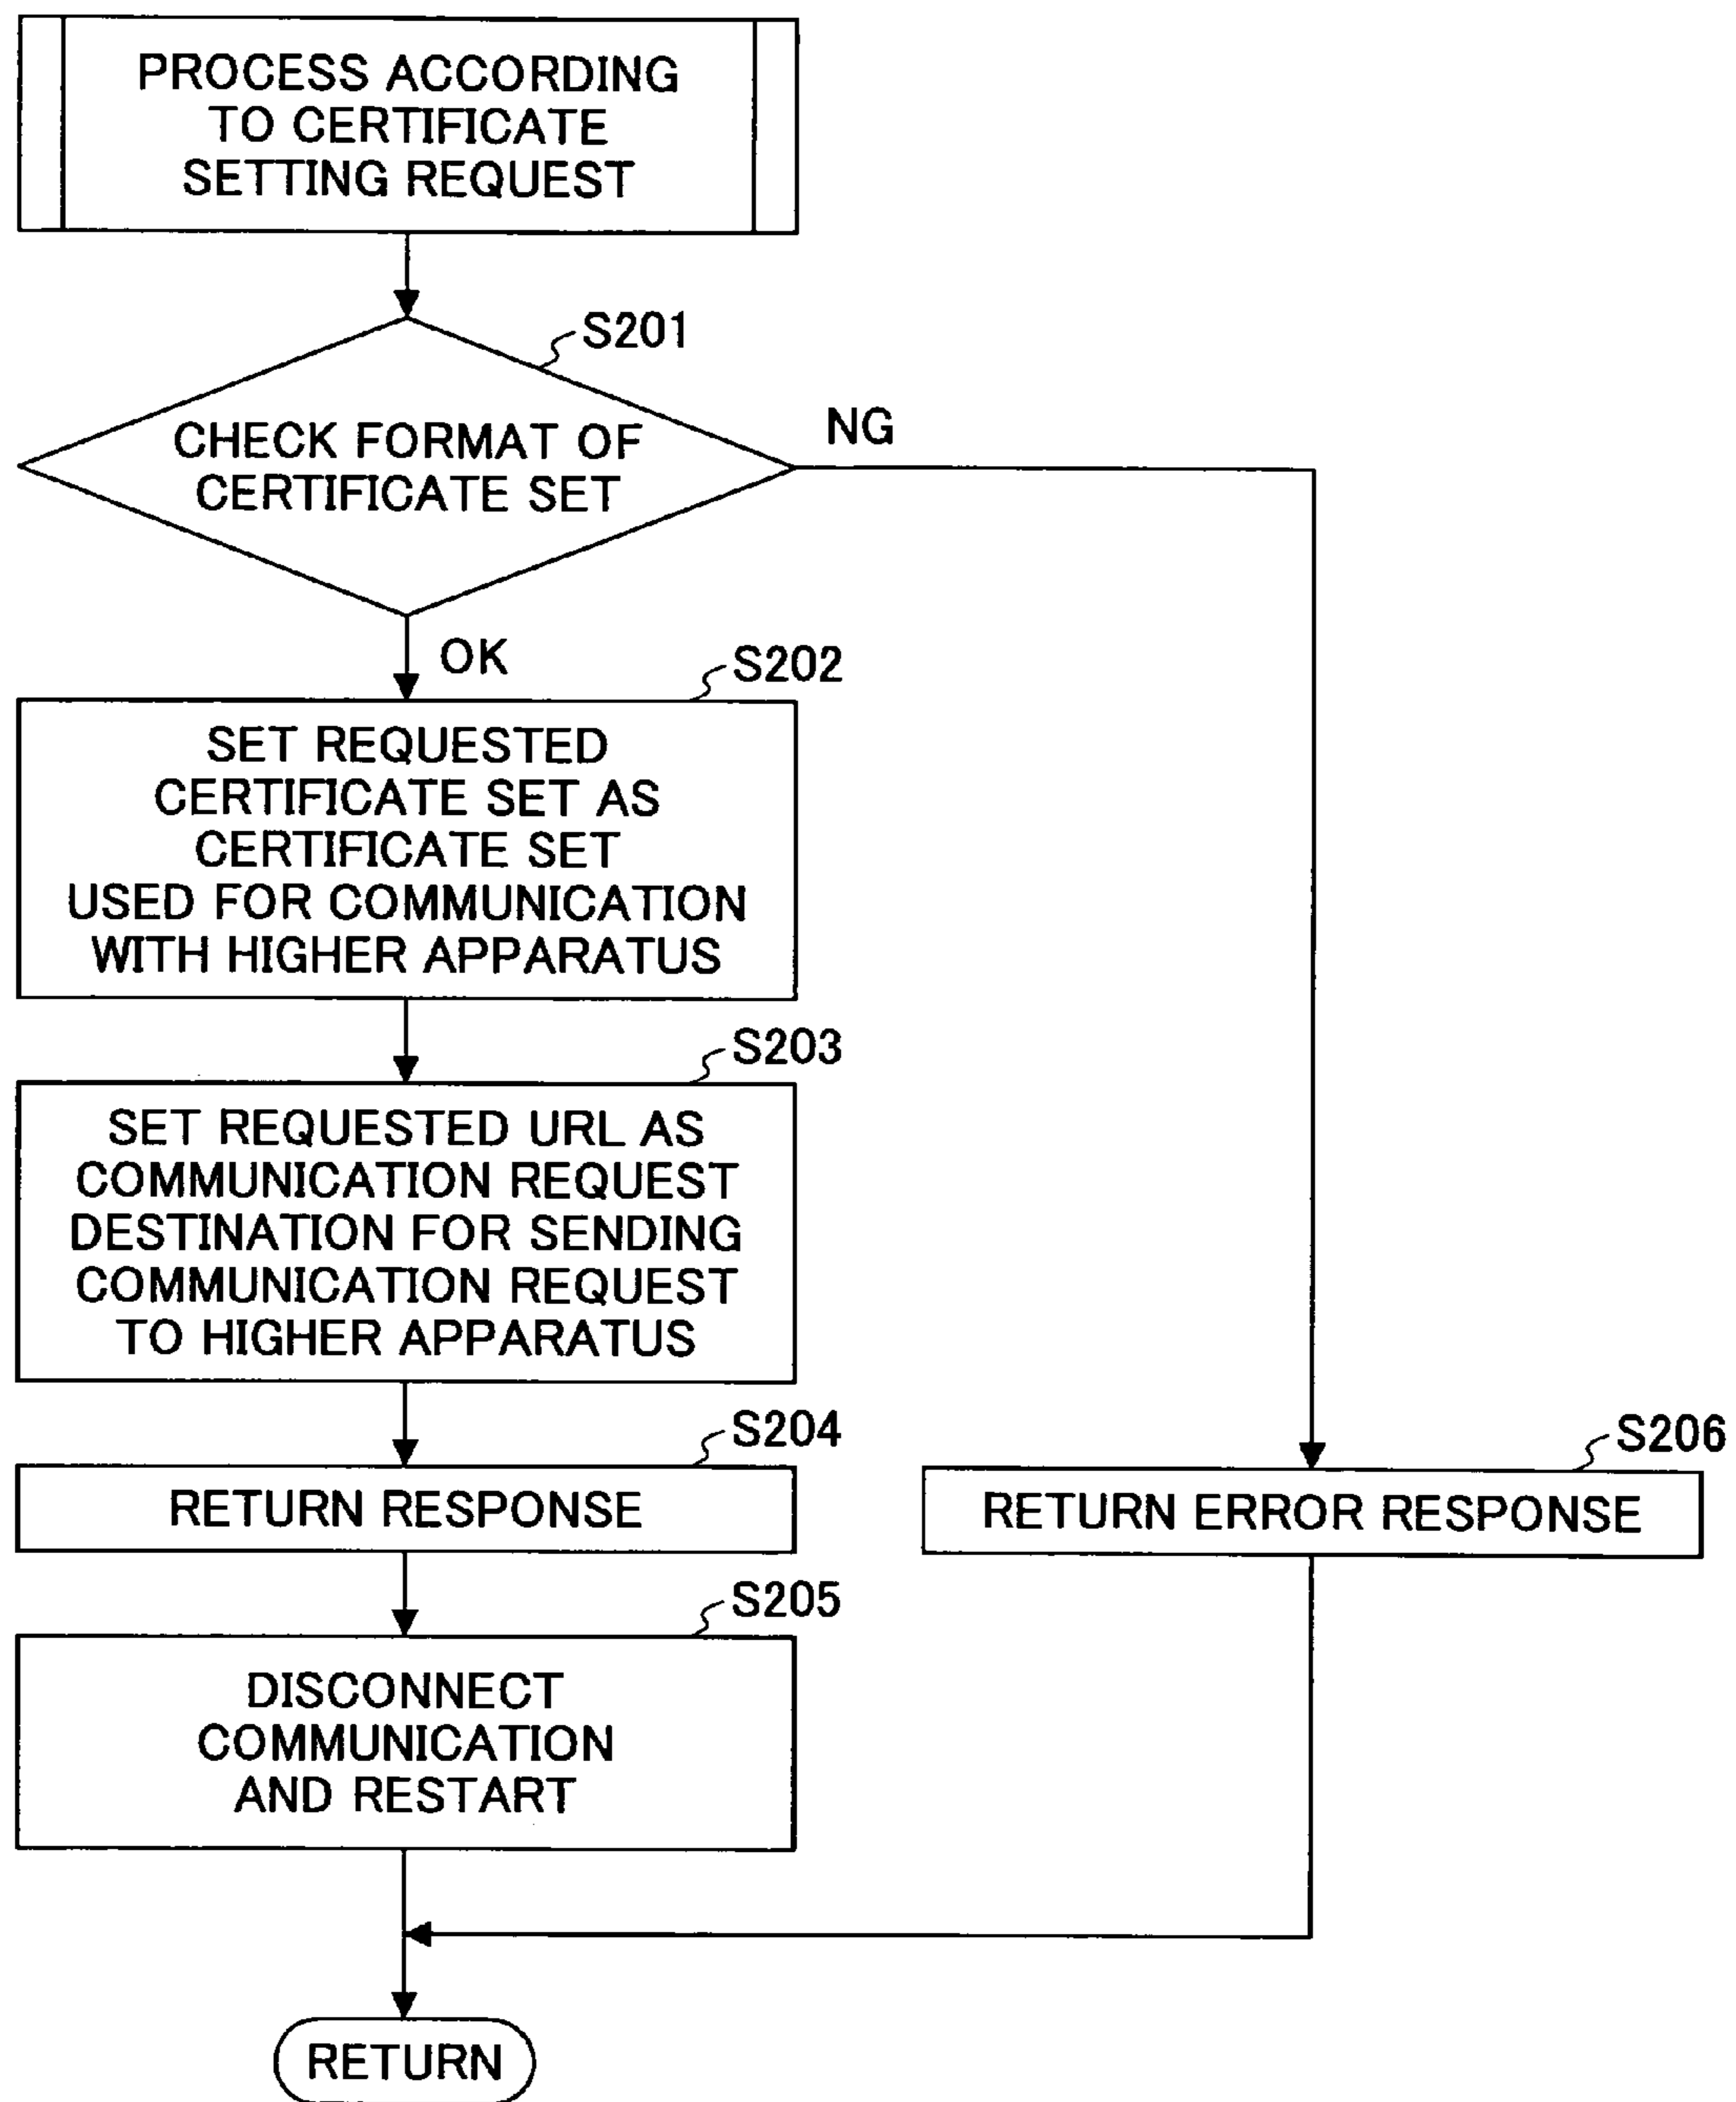 PROCESS ACCORDING
TO CERTIFICATE
SETTING REQUEST
S201
CHECK FORMAT OF
CERTIFICATE SET
NG
OK
S202
SET REQUESTED
CERTIFICATE SET AS
CERTIFICATE SET
USED FOR COMMUNICATION
WITH HIGHER APPARATUS
S203
SET REQUESTED URL AS
COMMUNICATION REQUEST
DESTINATION FOR SENDING
COMMUNICATION REQUEST
TO HIGHER APPARATUS
S204
RETURN RESPONSE
S206
RETURN ERROR RESPONSE
S205
DISCONNECT
COMMUNICATION
AND RESTART
RETURN